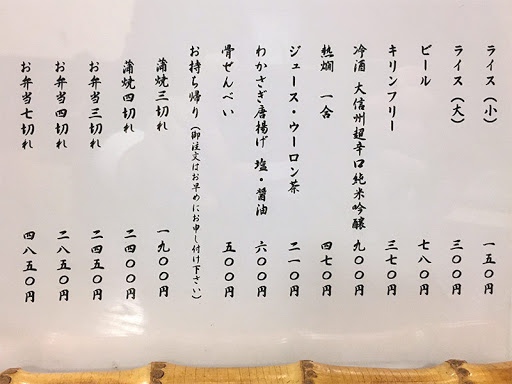 ライス（小） 一五〇円
ライス（大） 三〇〇円
ビール 七八〇円
キリンフリー 三七〇円
冷酒 大信州超辛口純米吟醸 九〇〇円
熱燗 一合 四七〇円
ジュース・ウーロン茶 二一〇円
わかさぎ唐揚げ 塩・醤油 六〇〇円
骨せんべい 五〇〇円
お持ち帰り（御注文はお早めにお申し付け下さい）
蒲焼三切れ 一九〇〇円
蒲焼四切れ 二四〇〇円
お弁当三切れ 二四五〇円
お弁当四切れ 二八五〇円
お弁当七切れ 四八五〇円